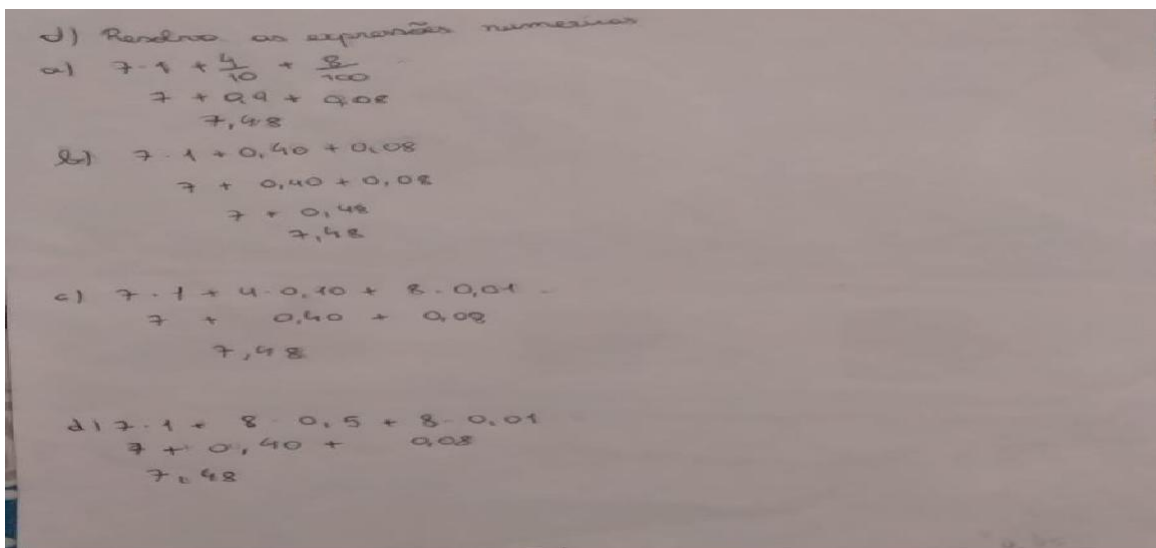 d) Resolva as expressões numericas
a) 7 . 1 + 4/10 + 8/100
7 + 0,4 + 0,08
7,48
b) 7 . 1 + 0,40 + 0,08
7 + 0,40 + 0,08
7 + 0,48
7,48
c) 7 . 1 + 4 . 0,10 + 8 . 0,01
7 + 0,40 + 0,08
7,48
d) 7 . 1 + 8 . 0,5 + 8 . 0,01
7 + 0,40 + 0,08
7,48